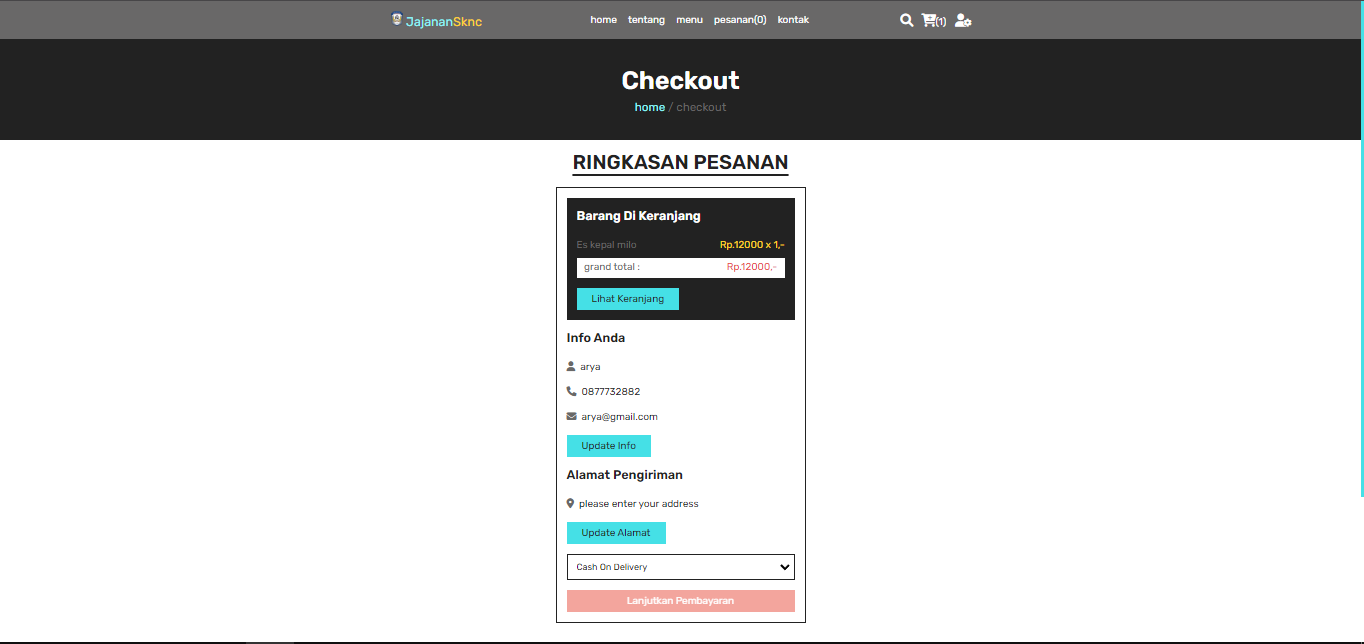 JajananSknc home tentang menu pesanan(0) kontak (1)
Checkout
home / checkout
RINGKASAN PESANAN
Barang Di Keranjang
Es kepal milo Rp.12000 x 1,-
grand total : Rp.12000,-
Lihat Keranjang
Info Anda
arya
0877732882
arya@gmail.com
Update Info
Alamat Pengiriman
please enter your address
Update Alamat
Cash On Delivery
Lanjutkan Pembayaran